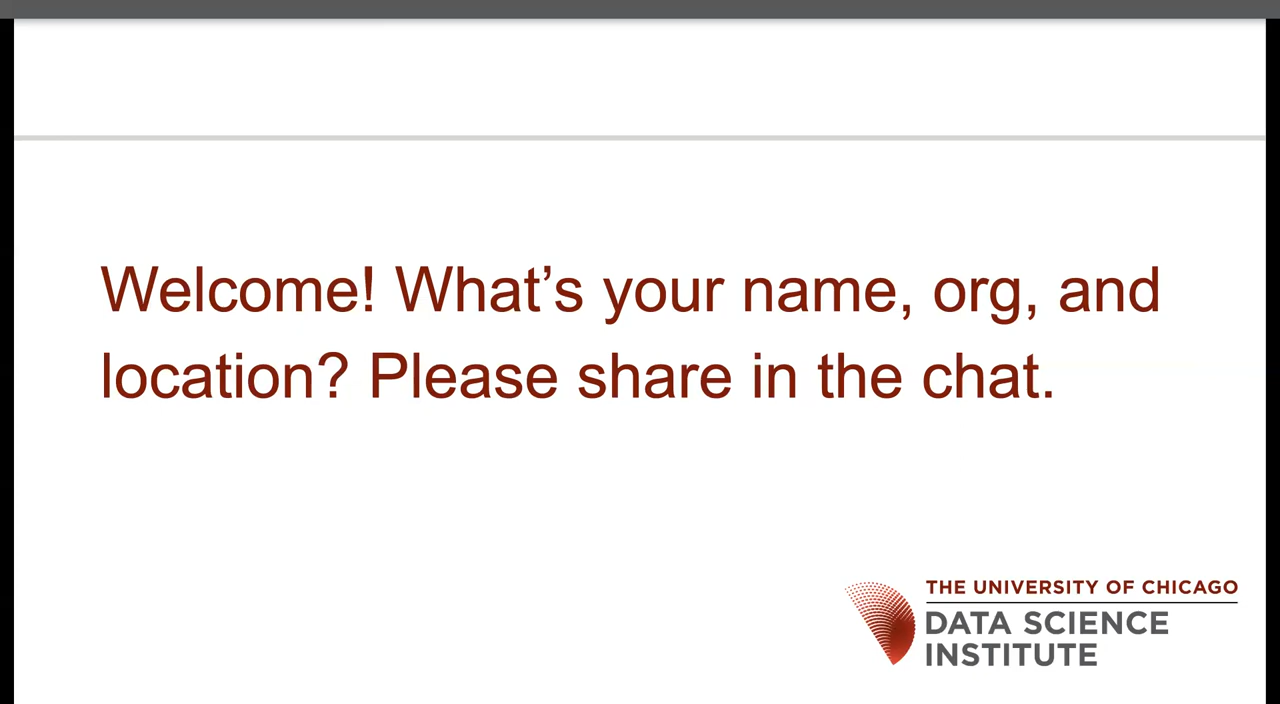 Welcome! What’s your name, org, and
location? Please share in the chat.
THE UNIVERSITY OF CHICAGO
DATA SCIENCE
INSTITUTE